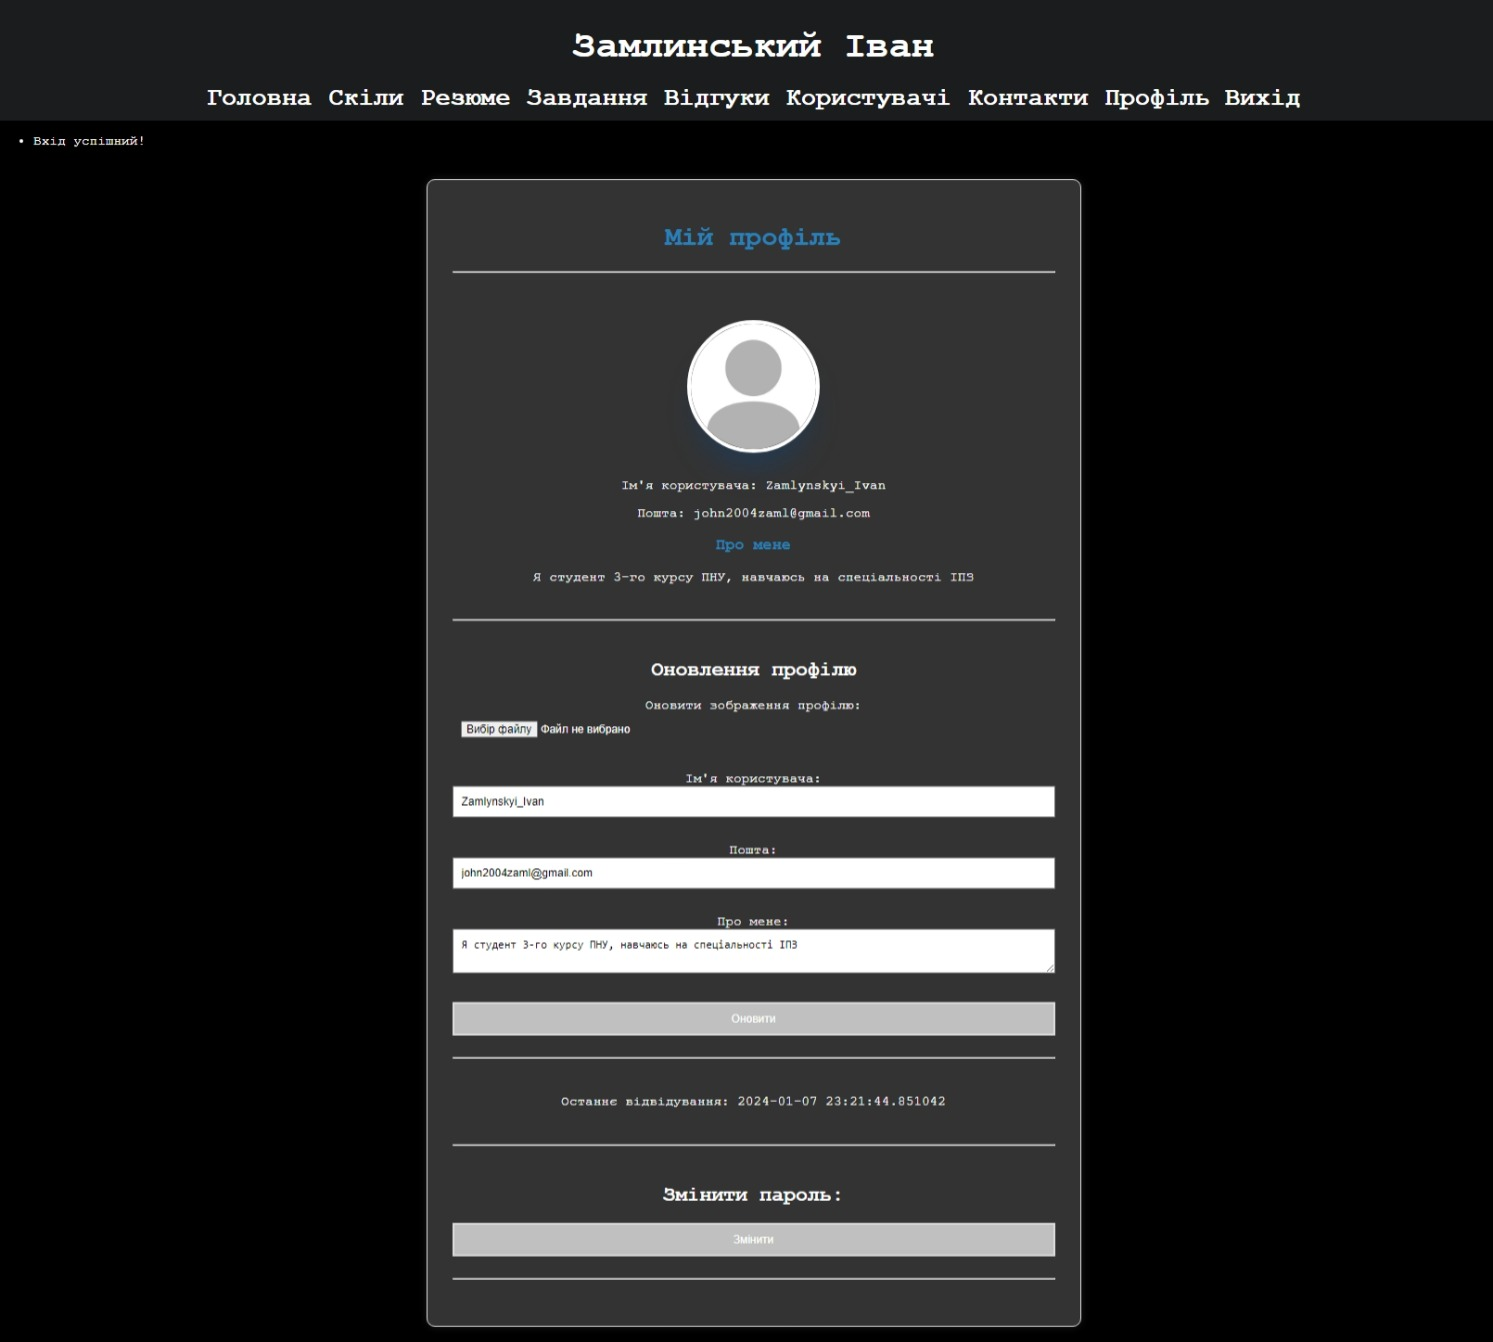 Замлинський Іван
Головна Скіли Резюме Завдання Відгуки Користувачі Контакти Профіль Вихід
• Вхід успішний!
Мій профіль
Ім'я користувача: Zamlynskyi_Ivan
Пошта: john2004zaml@gmail.com
Про мене
Я студент 3-го курсу ПНУ, навчаюсь на спеціальності ІПЗ
Оновлення профілю
Оновити зображення профілю:
Вибір файлу Файл не вибрано
Ім'я користувача:
Zamlynskyi_Ivan
Пошта:
john2004zaml@gmail.com
Про мене:
Я студент 3-го курсу ПНУ, навчаюсь на спеціальності ІПЗ
Оновити
Останнє відвідування: 2024-01-07 23:21:44.851042
Змінити пароль:
Змінити